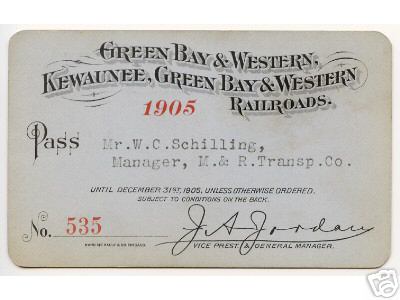 GREEN BAY & WESTERN,
KEWAUNEE, GREEN BAY & WESTERN
RAILROADS.
1905
Pass Mr.W.C.Schilling,
Manager, M.& R.Transp.Co.
UNTIL DECEMBER 31ST, 1905, UNLESS OTHERWISE ORDERED.
SUBJECT TO CONDITIONS ON THE BACK.
No. 535
J A Jordan
VICE PREST. & GENERAL MANAGER.